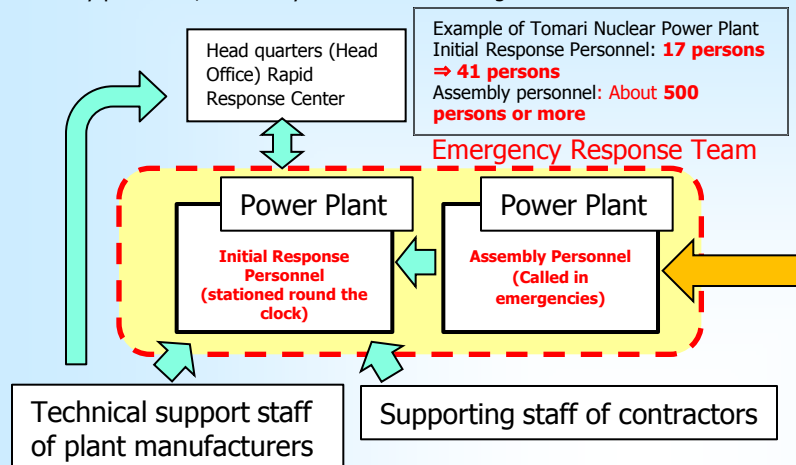 Head quarters (Head
Office) Rapid
Response Center
Example of Tomari Nuclear Power Plant
Initial Response Personnel: 17 persons
⇒ 41 persons
Assembly personnel: About 500
persons or more
Emergency Response Team
Power Plant
Initial Response
Personnel
(stationed round the
clock)
Power Plant
Assembly Personnel
(Called in
emergencies)
Technical support staff
of plant manufacturers
Supporting staff of contractors